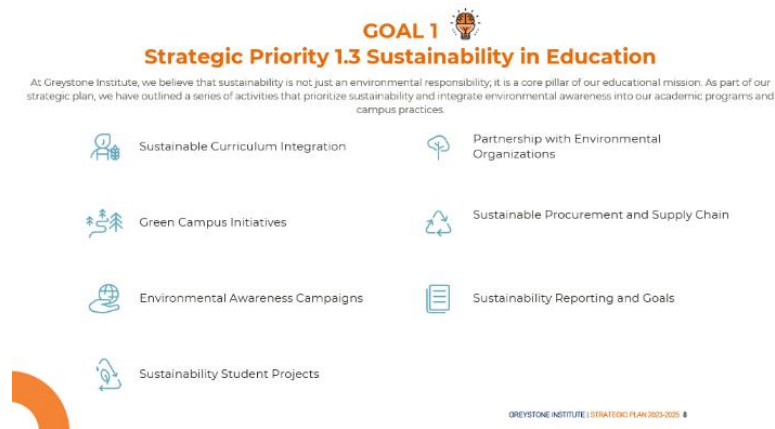 GOAL 1
Strategic Priority 1.3 Sustainability in Education
At Greystone Institute, we believe that sustainability is not just an environmental responsibility; it is a core pillar of our educational mission. As part of our
strategic plan, we have outlined a series of activities that prioritize sustainability and integrate environmental awareness into our academic programs and
campus practices.
Sustainable Curriculum Integration
Green Campus Initiatives
Environmental Awareness Campaigns
Sustainability Student Projects
Partnership with Environmental
Organizations
Sustainable Procurement and Supply Chain
Sustainability Reporting and Goals
GREYSTONE INSTITUTE | STRATEGIC PLAN 2023-2025 8